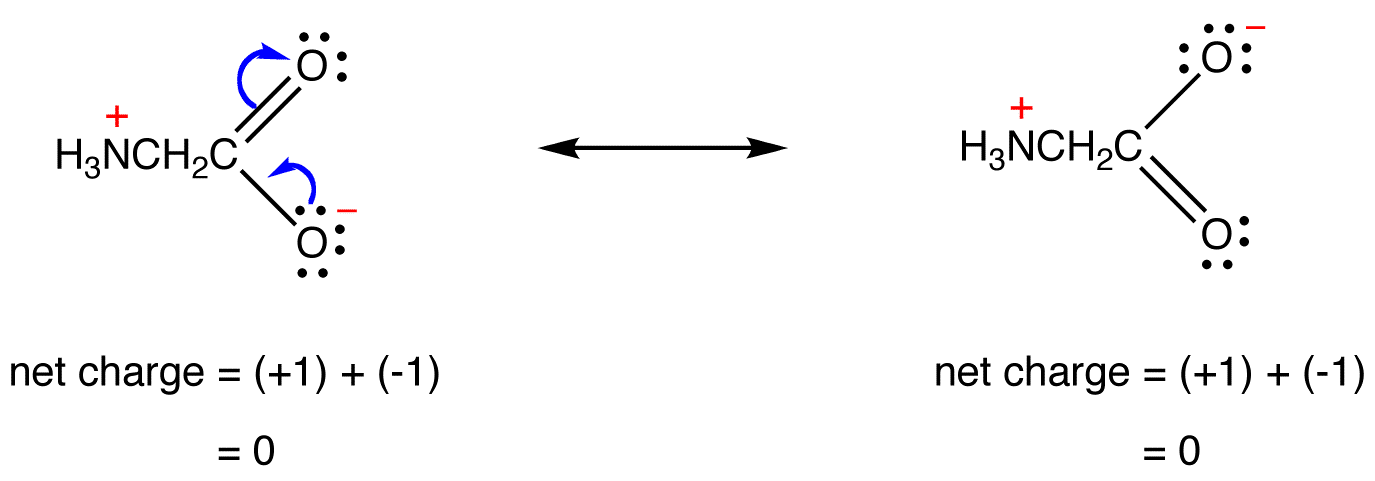 O
+
H₃NCH₂C
−
O
net charge = (+1) + (-1)
= 0
−
O
+
H₃NCH₂C
O
net charge = (+1) + (-1)
= 0